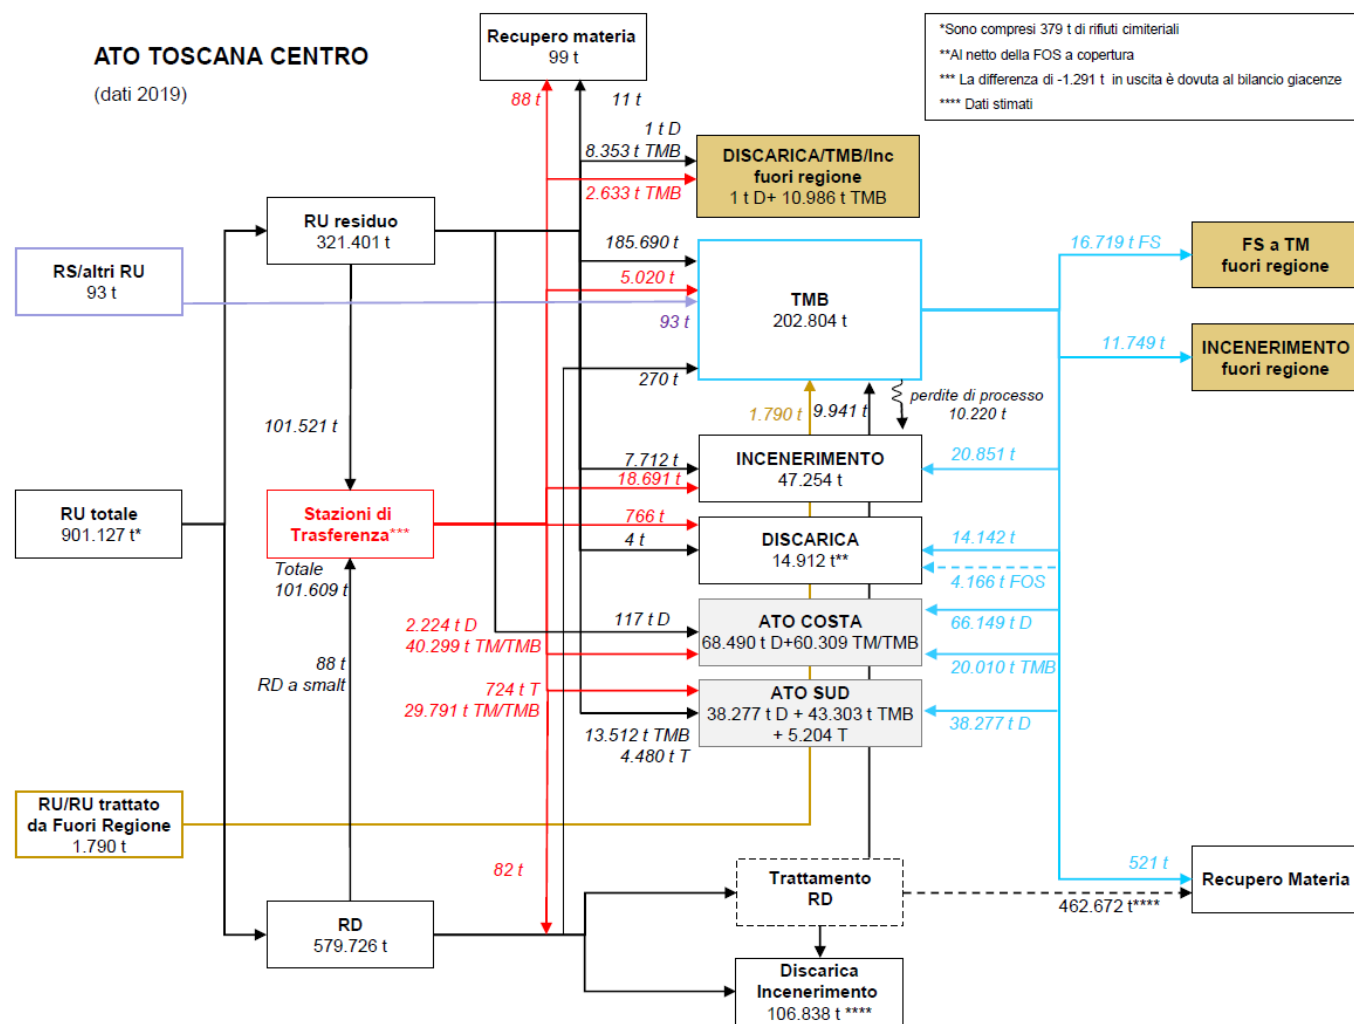 ATO TOSCANA CENTRO
(dati 2019)
Recupero materia
99 t
*Sono compresi 379 t di rifiuti cimiteriali
**Al netto della FOS a copertura
*** La differenza di -1.291 t in uscita è dovuta al bilancio giacenze
**** Dati stimati
88 t
11 t
1 t D
8.353 t TMB
2.633 t TMB
DISCARICA/TMB/Inc
fuori regione
1 t D+ 10.986 t TMB
RU residuo
321.401 t
RS/altri RU
93 t
185.690 t
5.020 t
93 t
270 t
TMB
202.804 t
16.719 t FS
FS a TM
fuori regione
11.749 t
INCENERIMENTO
fuori regione
1.790 t
9.941 t
perdite di processo
10.220 t
101.521 t
7.712 t
18.691 t
INCENERIMENTO
47.254 t
20.851 t
RU totale
901.127 t*
Stazioni di
Trasferenza***
766 t
4 t
DISCARICA
14.912 t**
14.142 t
4.166 t FOS
Totale
101.609 t
2.224 t D
40.299 t TM/TMB
117 t D
ATO COSTA
68.490 t D+60.309 TM/TMB
66.149 t D
20.010 t TMB
88 t
RD a smalt
724 t T
29.791 t TM/TMB
ATO SUD
38.277 t D + 43.303 t TMB
+ 5.204 T
38.277 t D
13.512 t TMB
4.480 t T
RU/RU trattato
da Fuori Regione
1.790 t
82 t
Trattamento
RD
521 t
462.672 t****
Recupero Materia
RD
579.726 t
Discarica
Incenerimento
106.838 t ****